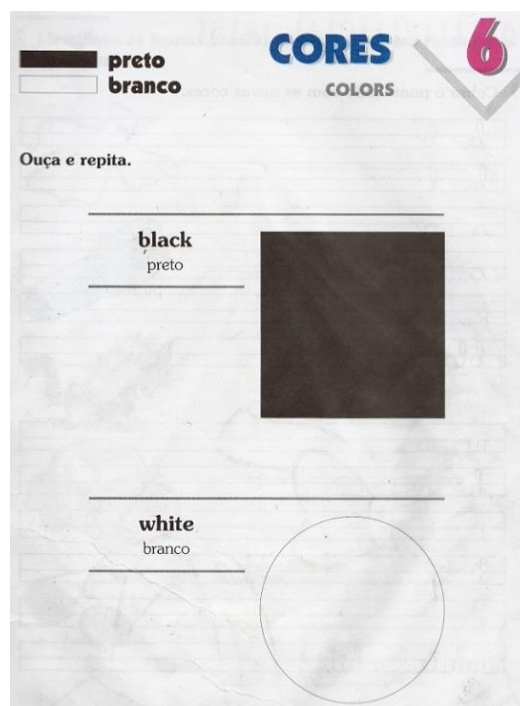 preto
branco
CORES
COLORS
6
Ouça e repita.
black
preto
white
branco